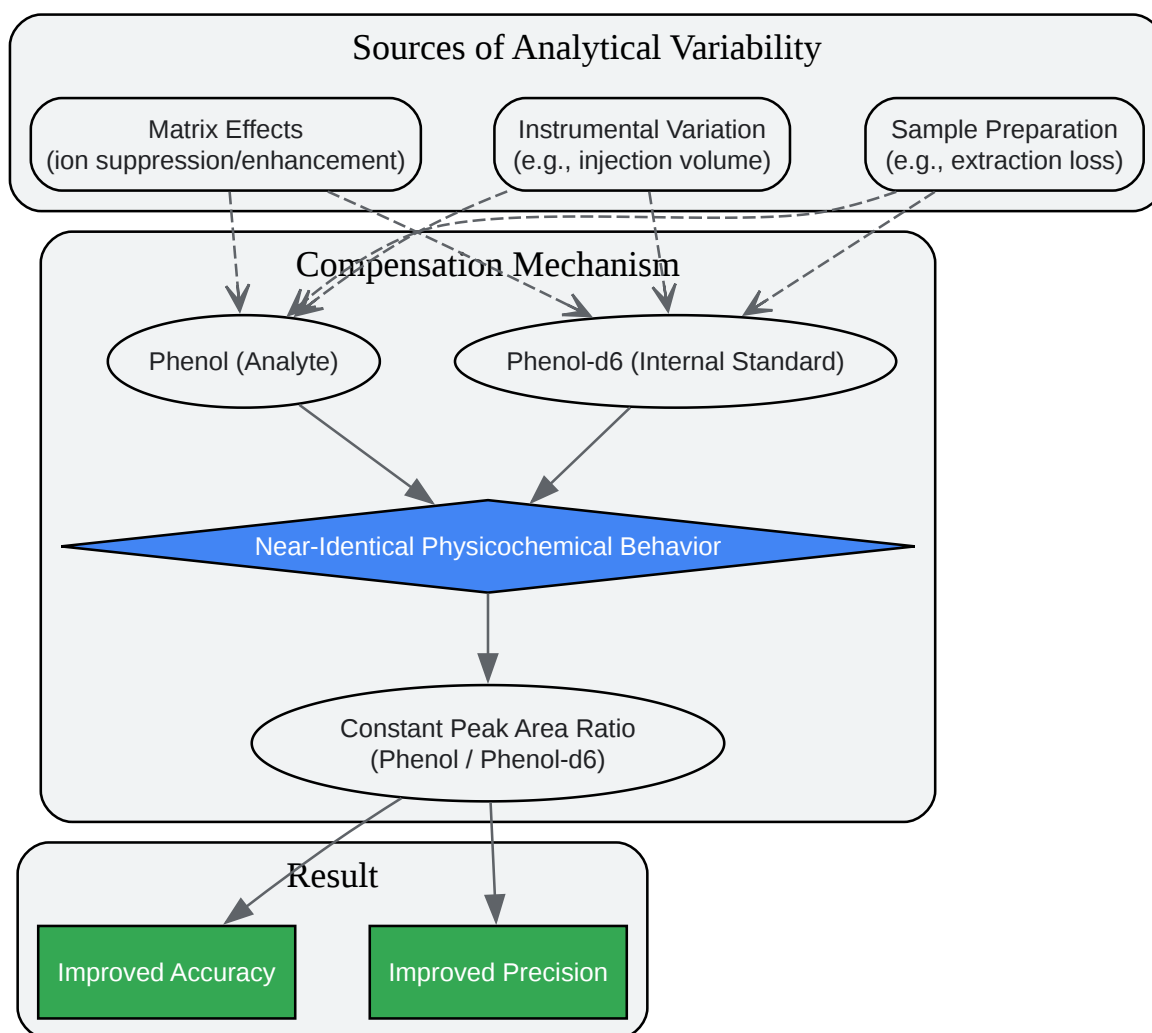 Sources of Analytical Variability
Matrix Effects
(ion suppression/enhancement)
Instrumental Variation
(e.g., injection volume)
Sample Preparation
(e.g., extraction loss)
Compensation Mechanism
Phenol (Analyte)
Phenol-d6 (Internal Standard)
Near-Identical Physicochemical Behavior
Constant Peak Area Ratio
(Phenol / Phenol-d6)
Result
Improved Accuracy
Improved Precision